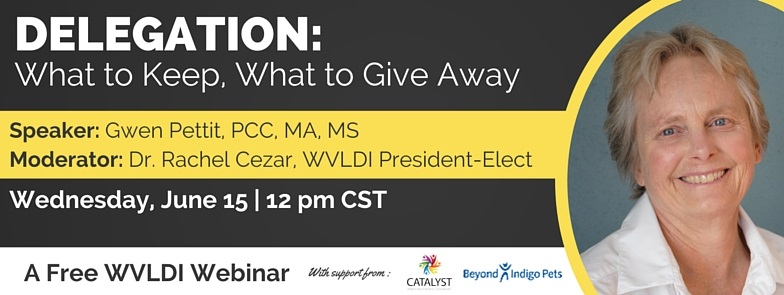 DELEGATION:
What to Keep, What to Give Away
Speaker: Gwen Pettit, PCC, MA, MS
Moderator: Dr. Rachel Cezar, WVLDI President-Elect
Wednesday, June 15 | 12 pm CST
A Free WVLDI Webinar
With support from :
CATALYST
Beyond Indigo Pets